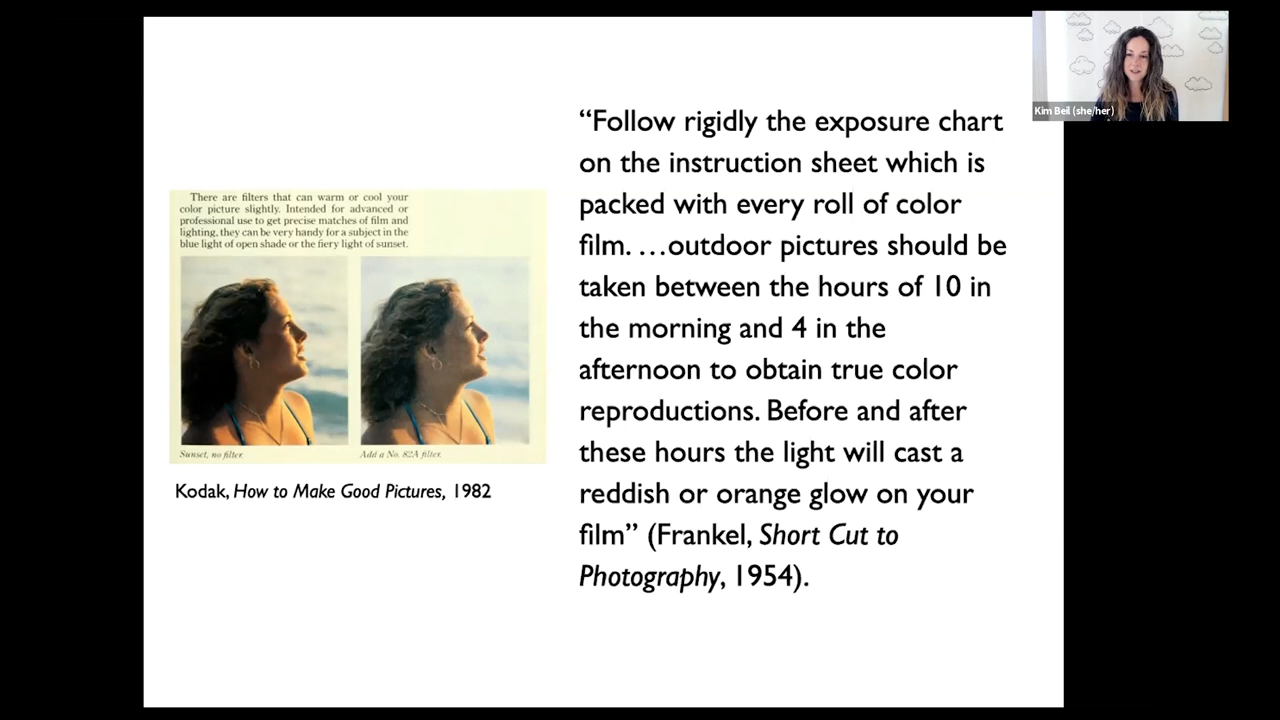 There are filters that can warm or cool your
color picture slightly. Intended for advanced or
professional use to get precise matches of film and
lighting, they can be very handy for a subject in the
blue light of open shade or the fiery light of sunset.
Sunset, no filter.
Add a No. 82A filter.
Kodak, How to Make Good Pictures, 1982
“Follow rigidly the exposure chart
on the instruction sheet which is
packed with every roll of color
film. …outdoor pictures should be
taken between the hours of 10 in
the morning and 4 in the
afternoon to obtain true color
reproductions. Before and after
these hours the light will cast a
reddish or orange glow on your
film” (Frankel, Short Cut to
Photography, 1954).
Kim Beil (she/her)